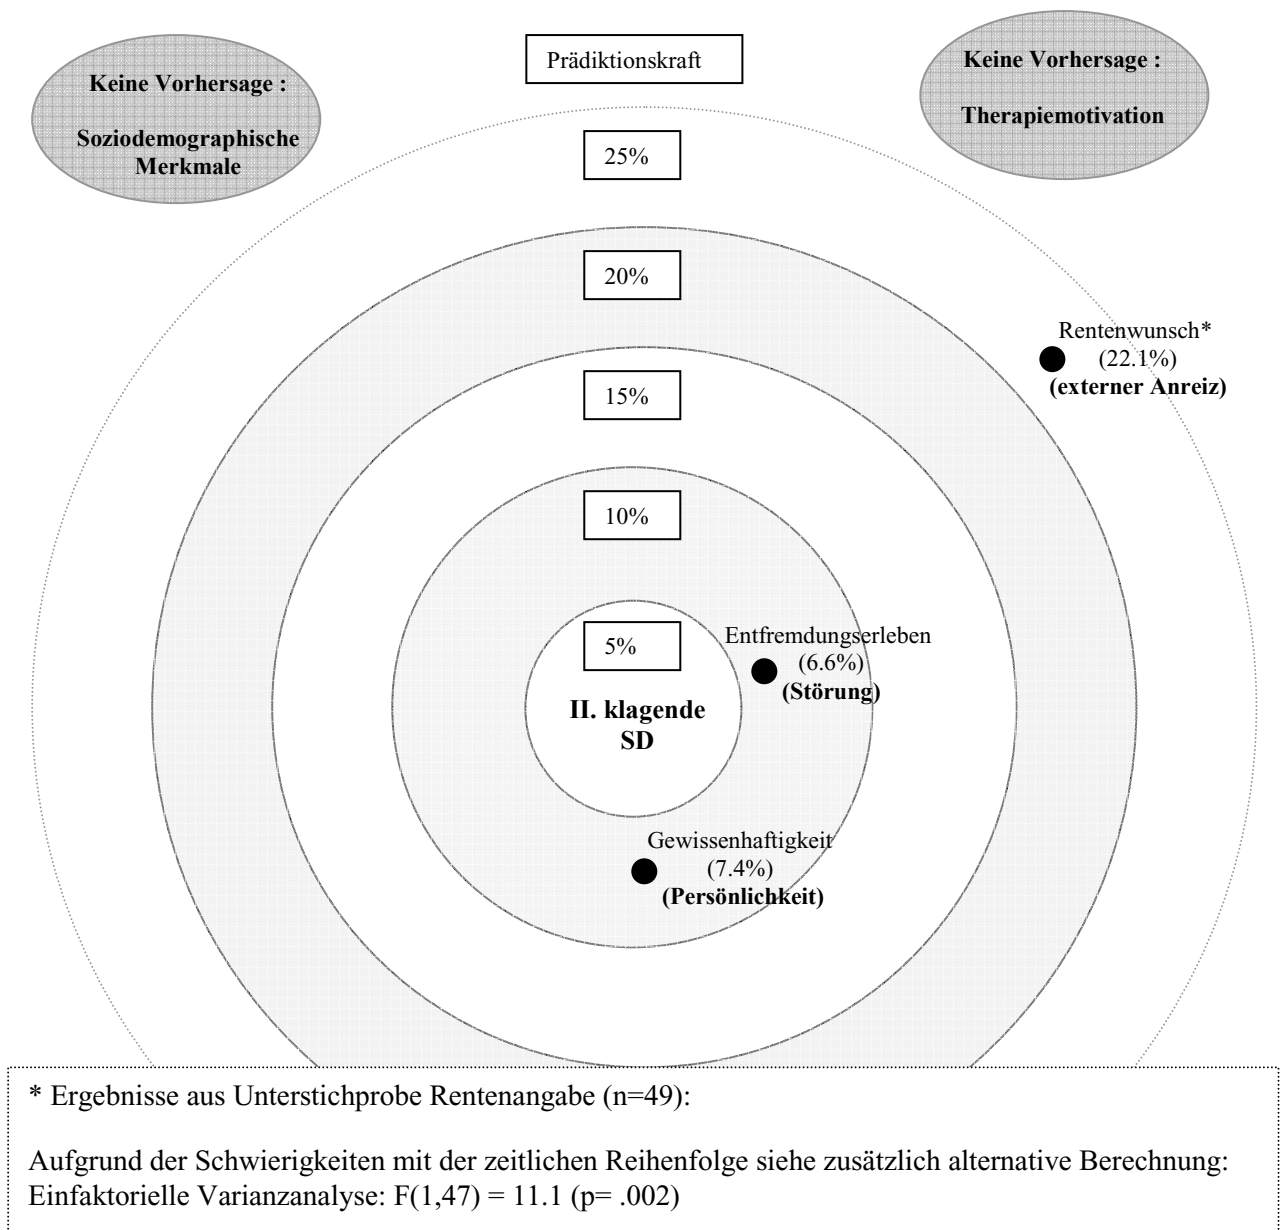 Prädiktionskraft
Keine Vorhersage :
Soziodemographische
Merkmale
Keine Vorhersage :
Therapiemotivation
25%
20%
Rentenwunsch*
(22.1%)
(externer Anreiz)
15%
10%
5%
Entfremdungserleben
(6.6%)
(Störung)
II. klagende
SD
Gewissenhaftigkeit
(7.4%)
(Persönlichkeit)
* Ergebnisse aus Unterstichprobe Rentenangabe (n=49):
Aufgrund der Schwierigkeiten mit der zeitlichen Reihenfolge siehe zusätzlich alternative Berechnung:
Einfaktorielle Varianzanalyse: F(1,47) = 11.1 (p= .002)